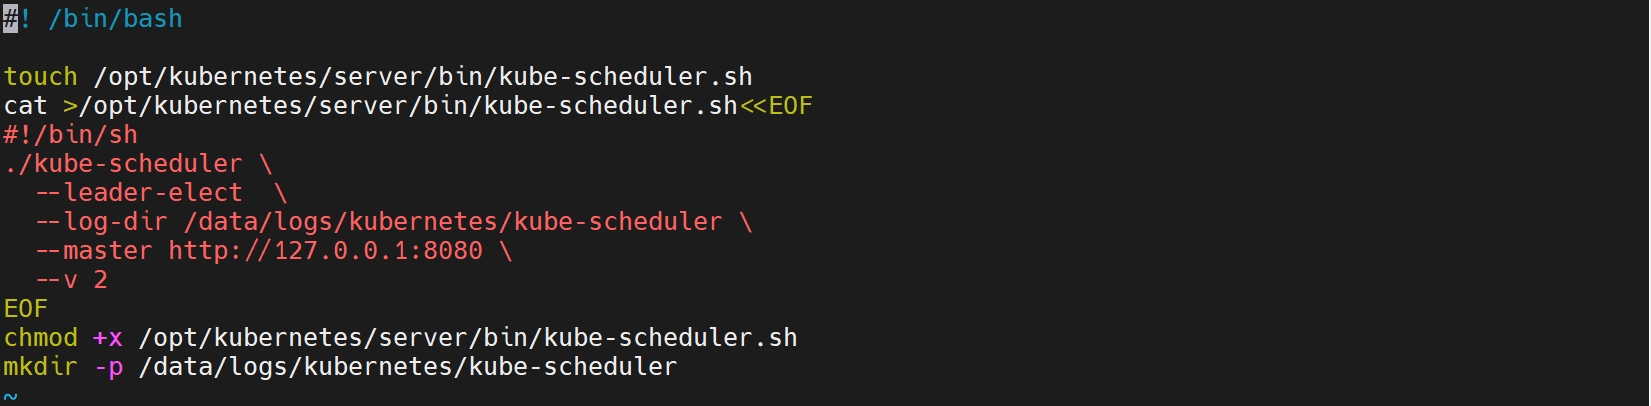 #! /bin/bash

touch /opt/kubernetes/server/bin/kube-scheduler.sh
cat >/opt/kubernetes/server/bin/kube-scheduler.sh<<EOF
#!/bin/sh
./kube-scheduler \
  --leader-elect  \
  --log-dir /data/logs/kubernetes/kube-scheduler \
  --master http://127.0.0.1:8080 \
  --v 2
EOF
chmod +x /opt/kubernetes/server/bin/kube-scheduler.sh
mkdir -p /data/logs/kubernetes/kube-scheduler
~